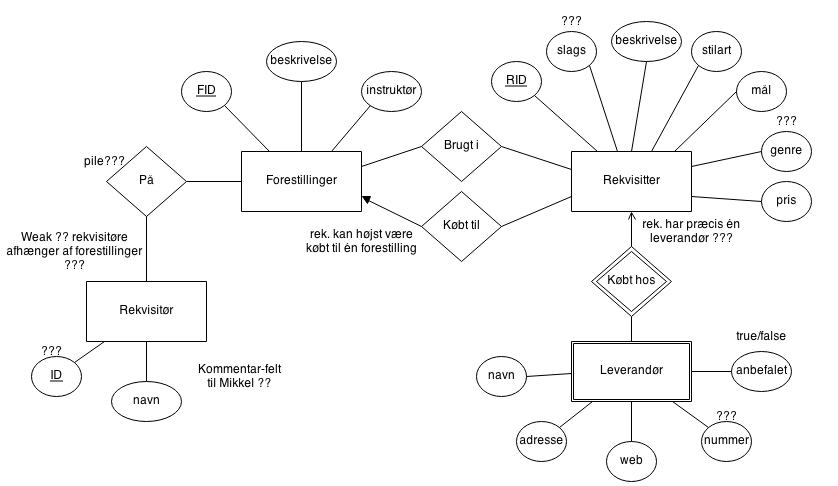 ???
slags
beskrivelse
stilart
beskrivelse
FID
instruktør
RID
mål
???
genre
pile???
På
Forestillinger
Brugt i
Rekvisitter
pris
Købt til
rek. kan højst være
købt til én forestilling
rek. har præcis én
leverandør ???
Weak ?? rekvisitøre
afhænger af forestillinger
???
Købt hos
Rekvisitør
???
ID
navn
Kommentar-felt
til Mikkel ??
true/false
navn
Leverandør
anbefalet
???
adresse
web
nummer